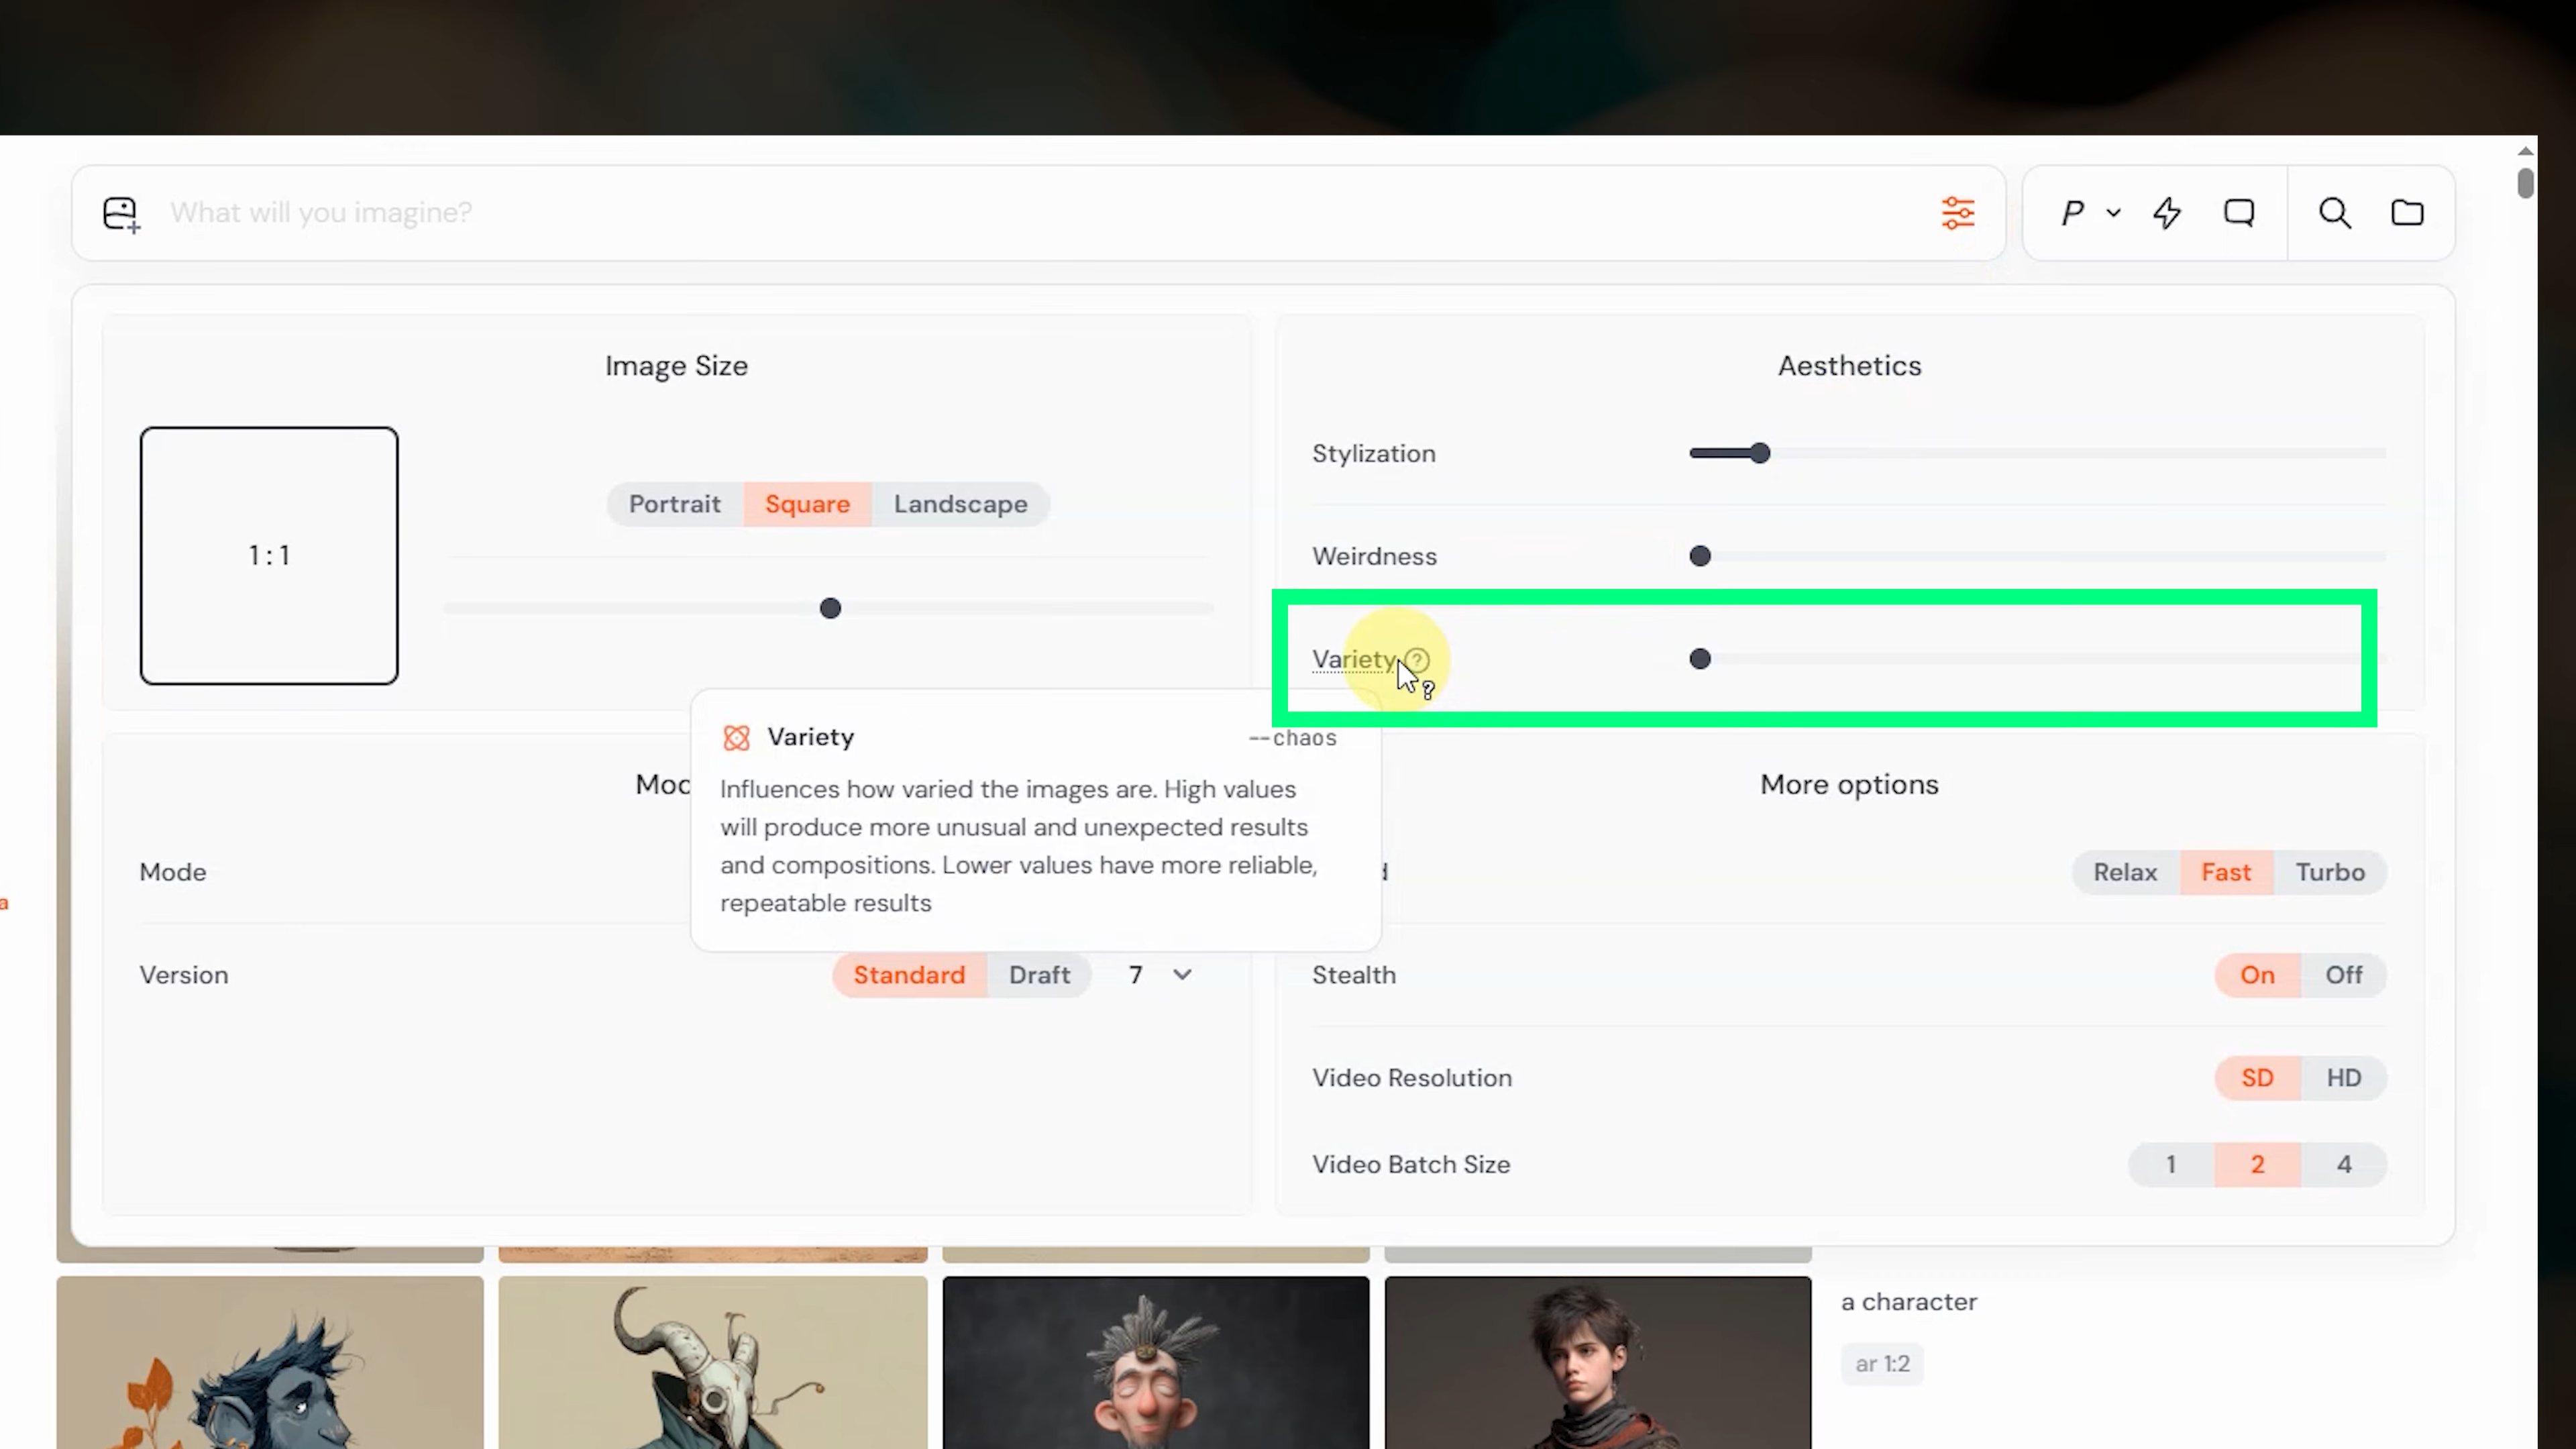 What will you imagine?
P
Image Size
1:1
Portrait Square Landscape
Aesthetics
Stylization
Weirdness
Variety ?
Variety --chaos
Influences how varied the images are. High values
will produce more unusual and unexpected results
and compositions. Lower values have more reliable,
repeatable results
Mode
Version Standard Draft 7
More options
Relax Fast Turbo
Stealth On Off
Video Resolution SD HD
Video Batch Size 1 2 4
a character
ar 1:2